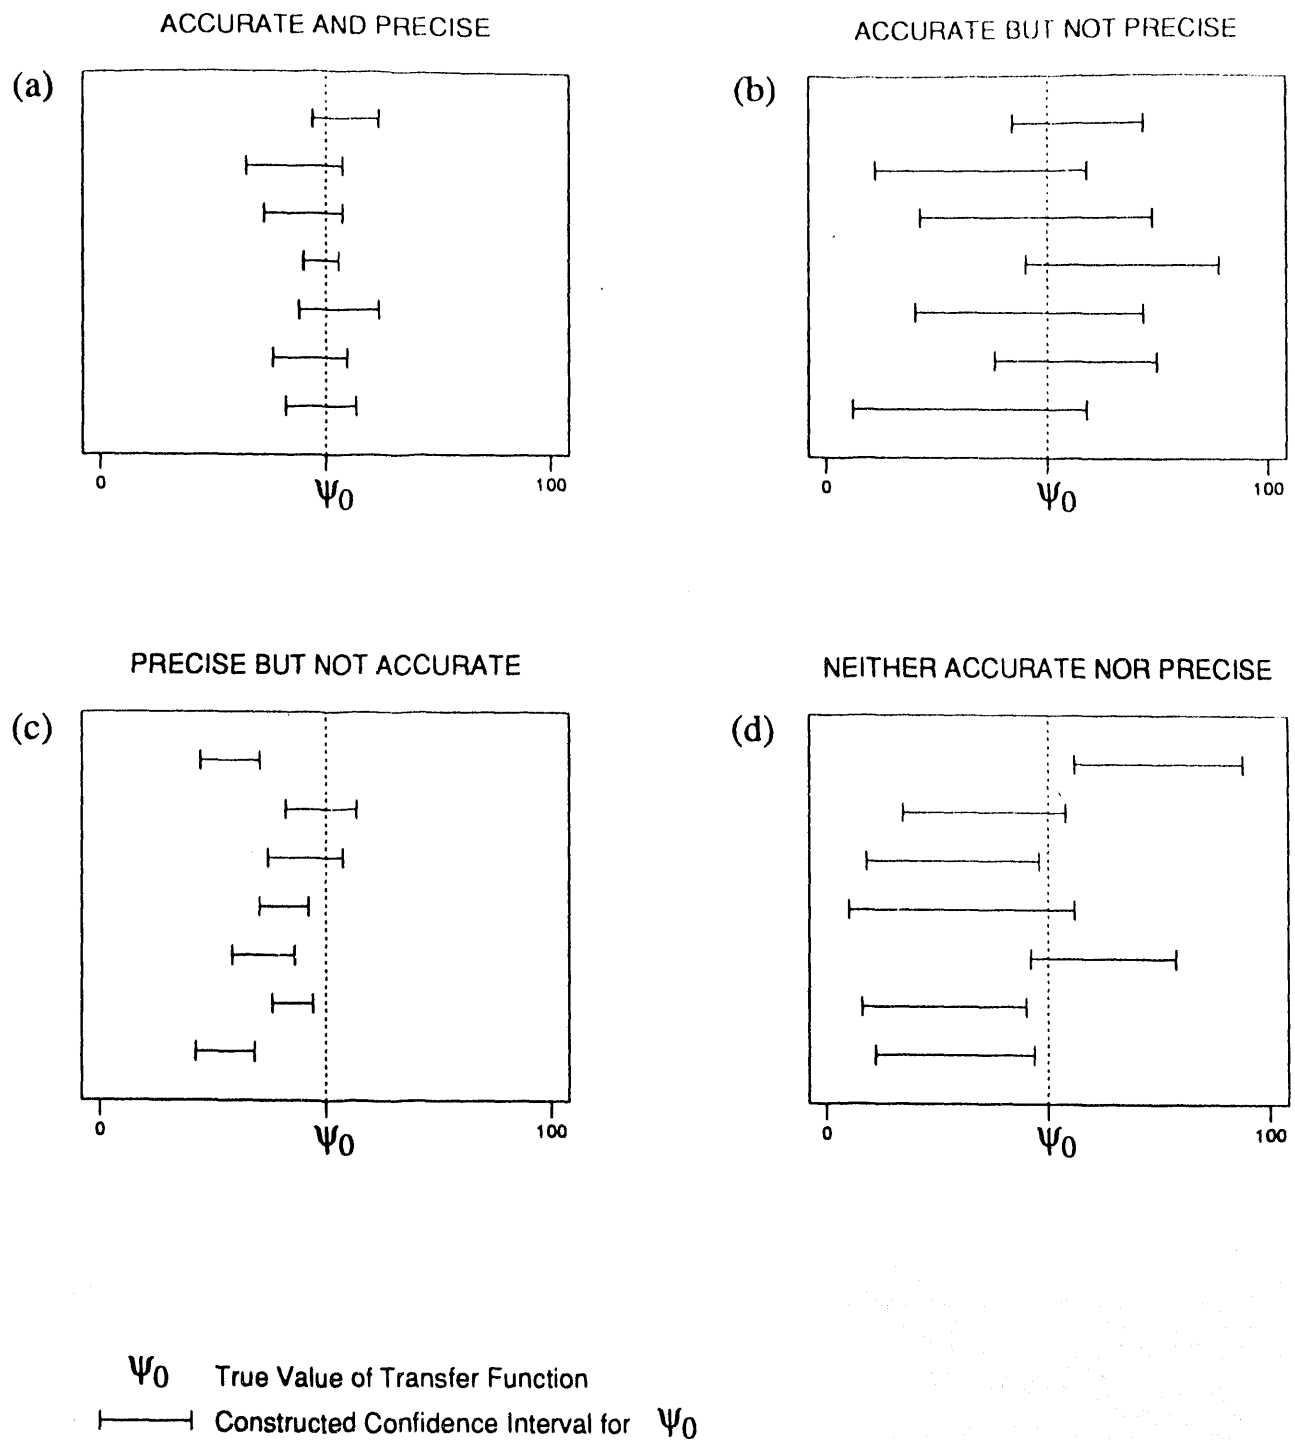 ACCURATE AND PRECISE
(a)
0
Ψ0
100
ACCURATE BUT NOT PRECISE
(b)
0
Ψ0
100
PRECISE BUT NOT ACCURATE
(c)
0
Ψ0
100
NEITHER ACCURATE NOR PRECISE
(d)
0
Ψ0
100
Ψ0 True Value of Transfer Function
Constructed Confidence Interval for Ψ0